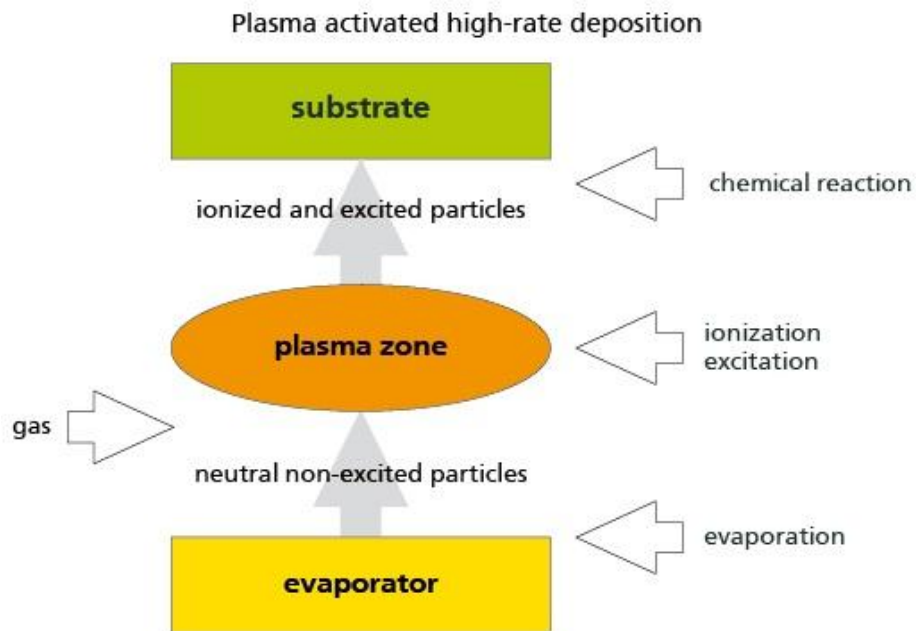 Plasma activated high-rate deposition
substrate
chemical reaction
ionized and excited particles
plasma zone
ionization
excitation
gas
neutral non-excited particles
evaporation
evaporator